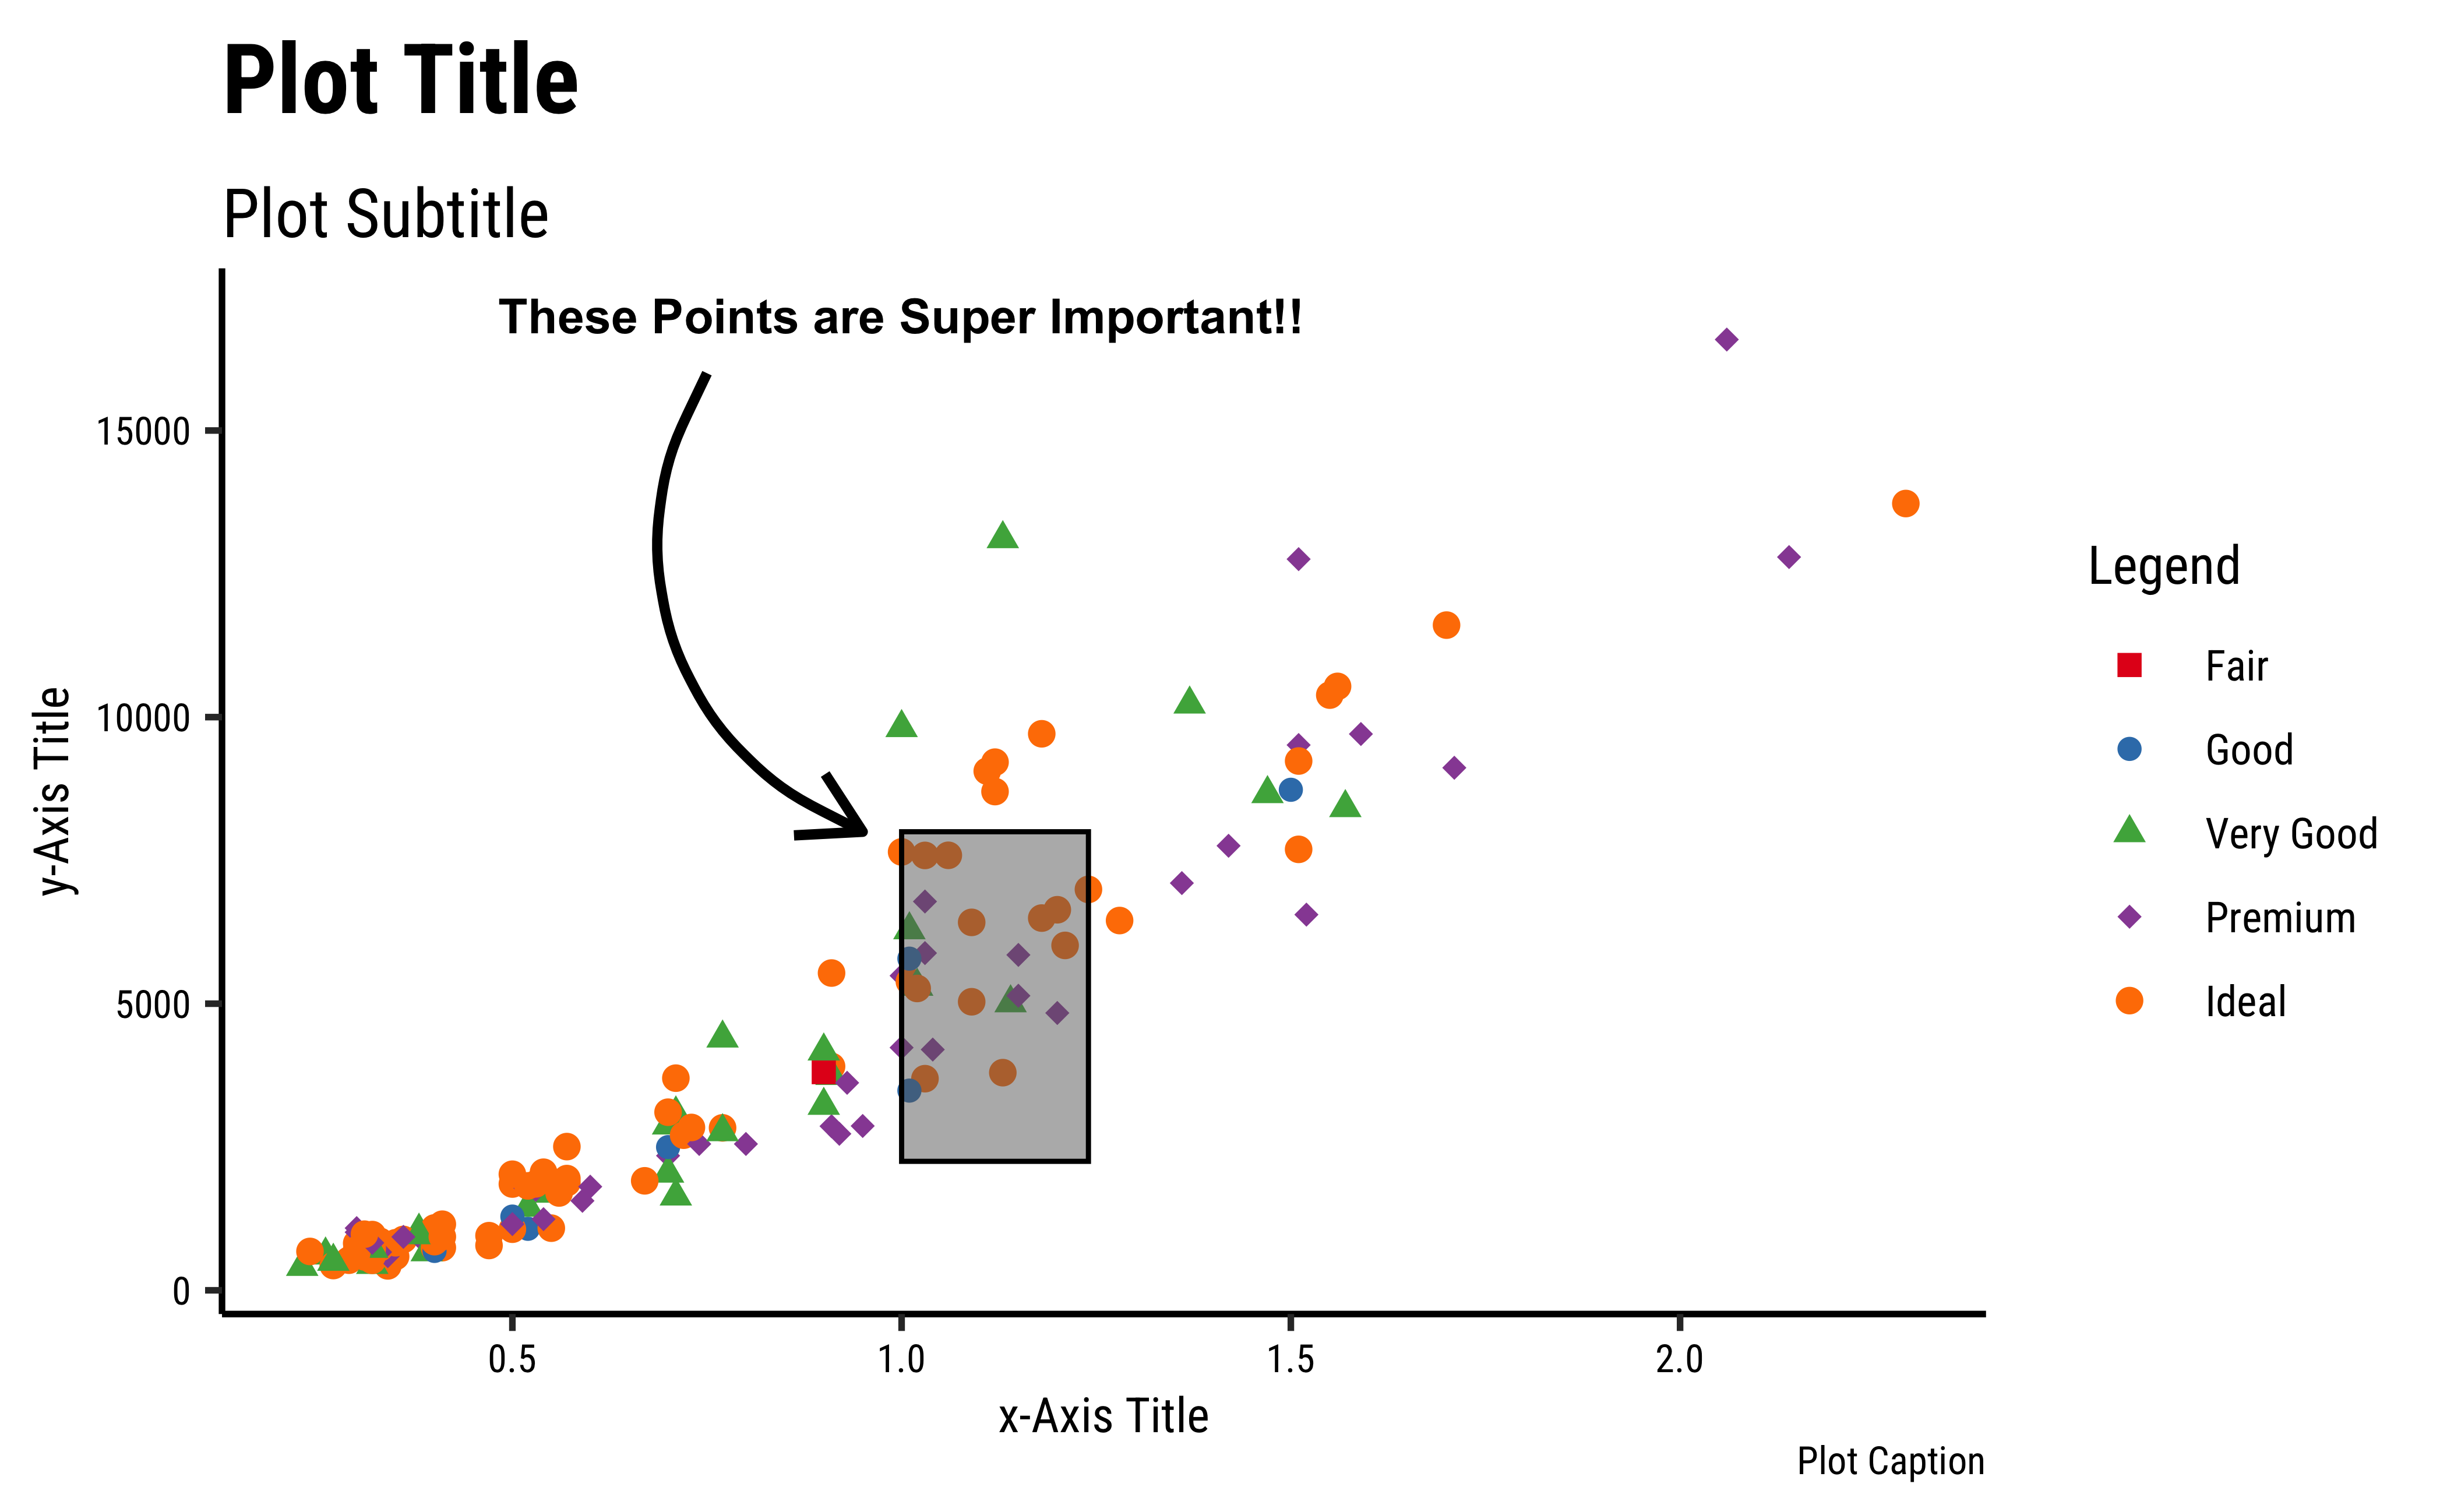 Plot Title
Plot Subtitle
These Points are Super Important!!
15000
10000
5000
0
y-Axis Title
0.5
1.0
1.5
2.0
x-Axis Title
Legend
Fair
Good
Very Good
Premium
Ideal
Plot Caption